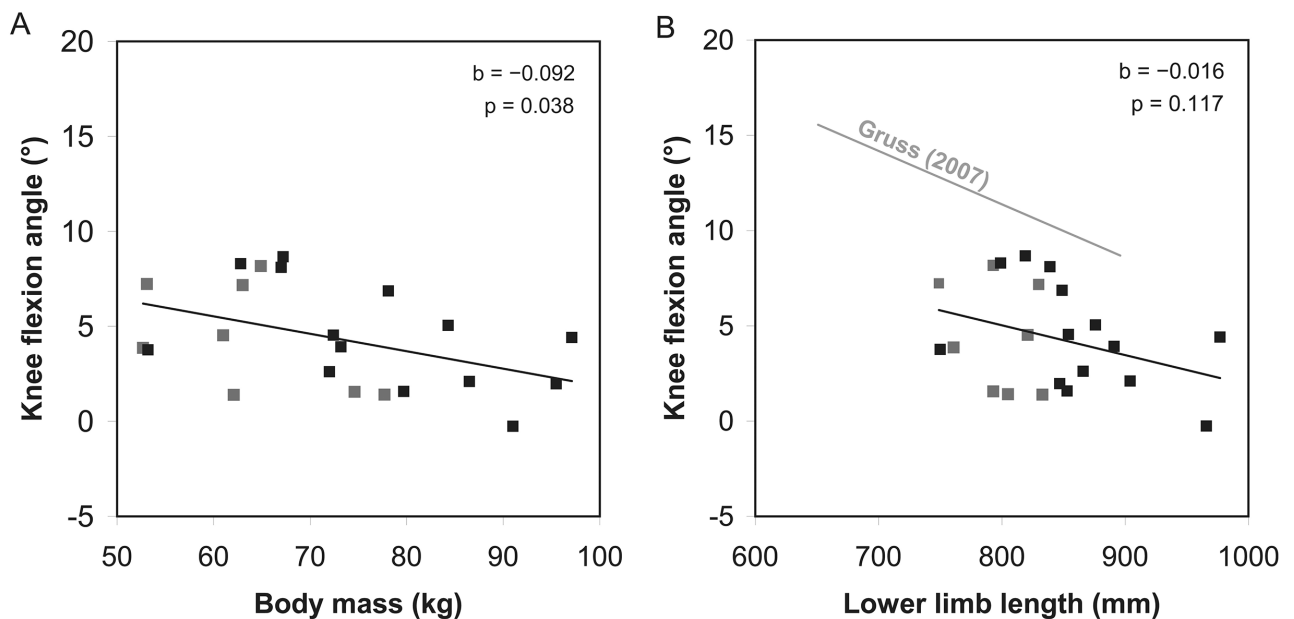 A
20
15
10
5
0
-5
50 60 70 80 90 100
Knee flexion angle (°)
Body mass (kg)
b = −0.092
p = 0.038
B
20
15
10
5
0
-5
600 700 800 900 1000
Knee flexion angle (°)
Lower limb length (mm)
b = −0.016
p = 0.117
Gruss (2007)